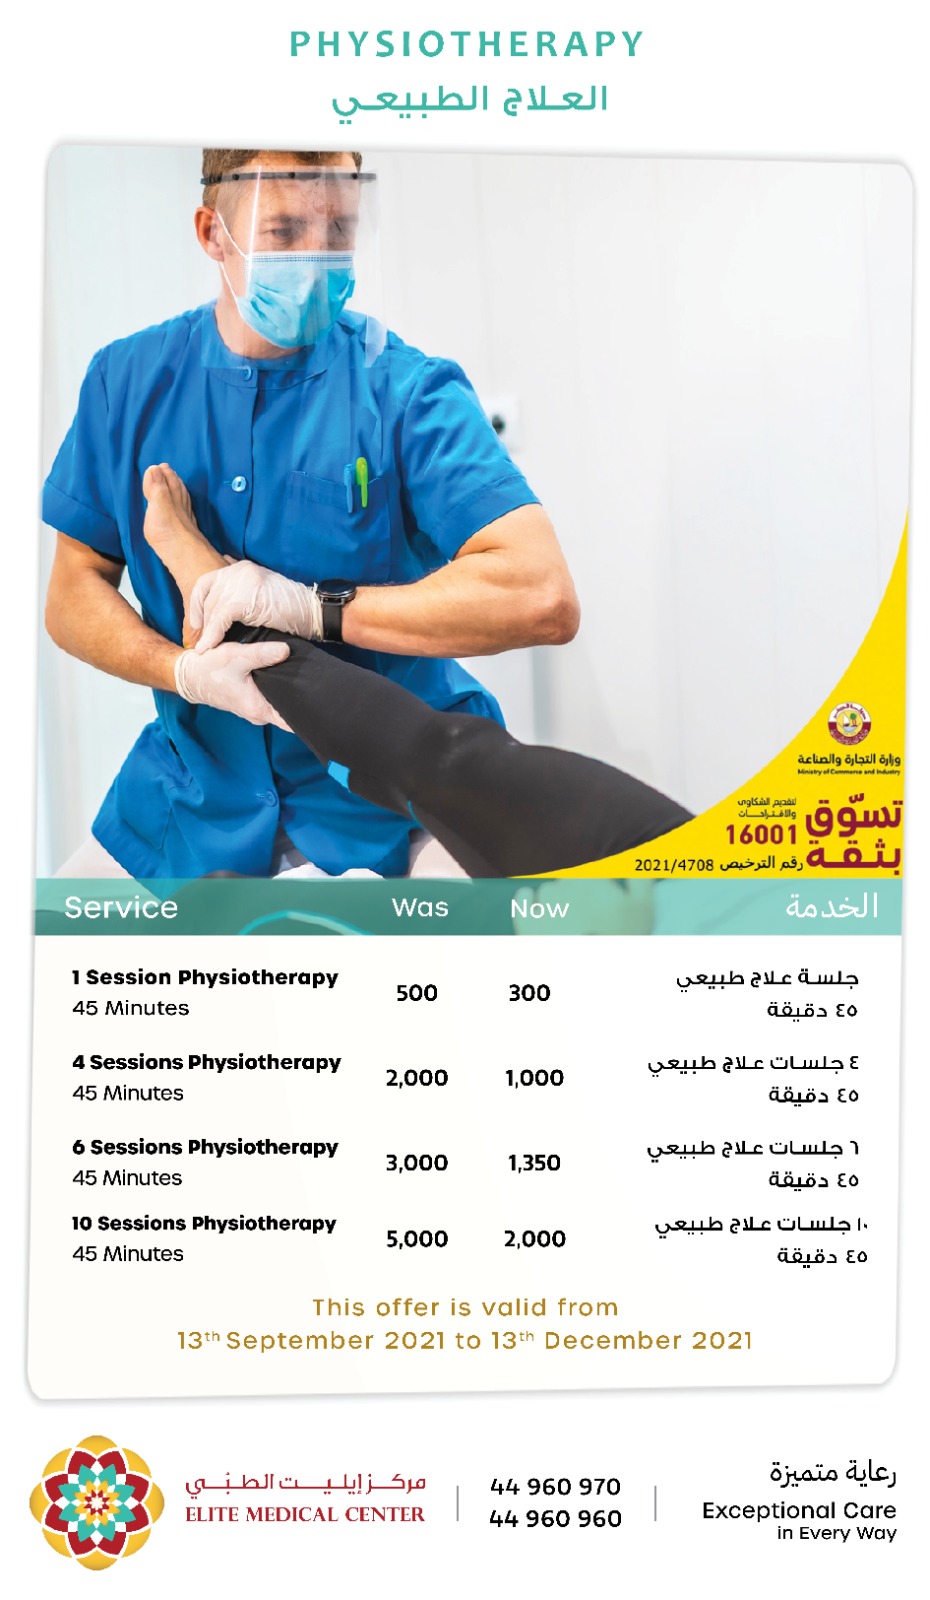 PHYSIOTHERAPY
العلاج الطبيعي
وزارة التجارة والصناعة
Ministry of Commerce and Industry
تسوّق
بثقة
لتقديم الشكاوى
والاقتراحات
16001
رقم الترخيص 2021/4708
Service Was Now الخدمة
1 Session Physiotherapy 500 300 جلسة علاج طبيعي
45 Minutes ٤٥ دقيقة
4 Sessions Physiotherapy 2,000 1,000 ٤ جلسات علاج طبيعي
45 Minutes ٤٥ دقيقة
6 Sessions Physiotherapy 3,000 1,350 ٦ جلسات علاج طبيعي
45 Minutes ٤٥ دقيقة
10 Sessions Physiotherapy 5,000 2,000 ١٠ جلسات علاج طبيعي
45 Minutes ٤٥ دقيقة
This offer is valid from
13th September 2021 to 13th December 2021
مركز إيليت الطبّي
ELITE MEDICAL CENTER
44 960 970
44 960 960
رعاية متميزة
Exceptional Care
in Every Way